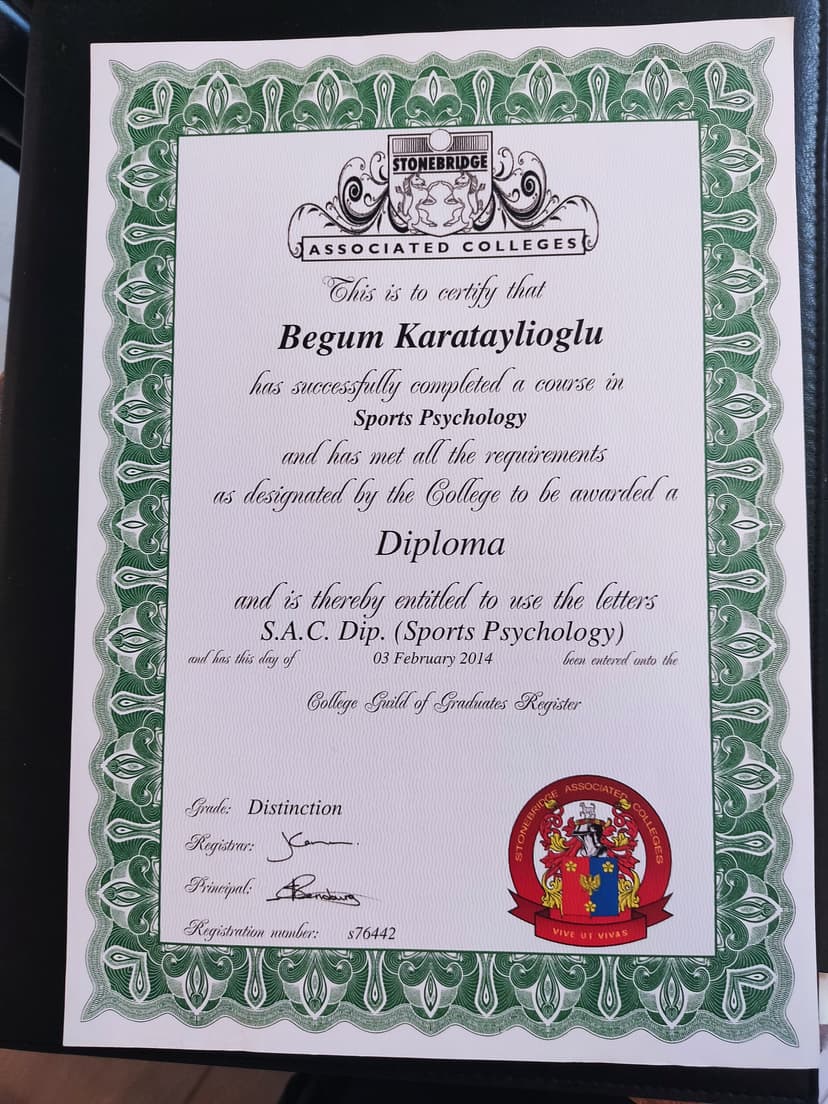 STONEBRIDGE
ASSOCIATED COLLEGES
This is to certify that
Begum Karataylioglu
has successfully completed a course in
Sports Psychology
and has met all the requirements
as designated by the College to be awarded a
Diploma
and is thereby entitled to use the letters
S.A.C. Dip. (Sports Psychology)
and has this day of 03 February 2014 been entered onto the
College Guild of Graduates Register
Grade: Distinction
Registrar:
Principal:
Registration number: s76442
STONEBRIDGE ASSOCIATED COLLEGES
VIVE UT VIVAS